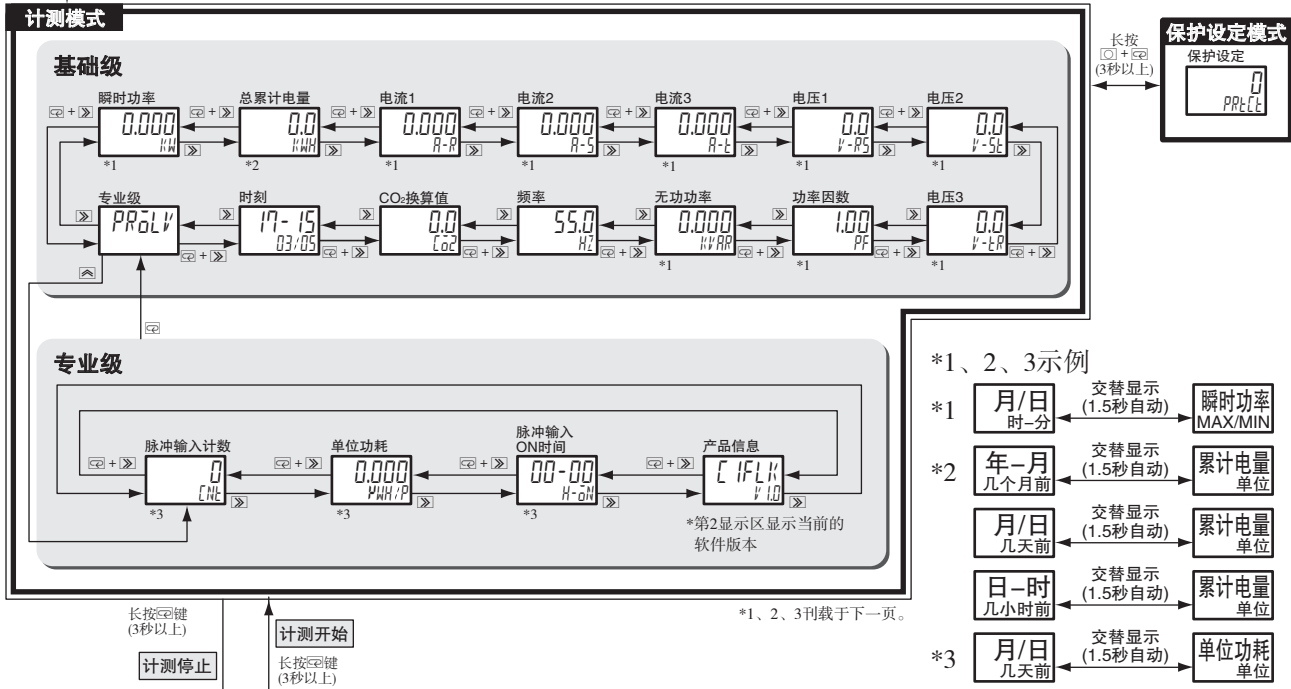 计测模式
基础级
瞬时功率
总累计电量
电流1
电流2
电流3
电压1
电压2
+
+
+
+
+
+
+
0.000
KW
0.0
KWH
0.000
A-R
0.000
A-S
0.000
A-t
0.0
V-RS
0.0
V-St
*1
*2
*1
*1
*1
*1
*1
专业级
时刻
CO₂换算值
频率
无功功率
功率因数
电压3
PRoLV
17-15
03/05
0.0
Co2
55.0
HZ
0.000
KVAR
1.00
PF
0.0
V-tR
+
+
+
+
+
+
+
*1
*1
*1
专业级
脉冲输入计数
单位功耗
脉冲输入
ON时间
产品信息
+
+
+
+
0
CNt
0.000
KWH/P
00-00
H-oN
CIFLK
V 1.0
*3
*3
*3
*第2显示区显示当前的
软件版本
*1、2、3刊载于下一页。
长按键
(3秒以上)
计测停止
计测开始
长按键
(3秒以上)
长按
+
(3秒以上)
保护设定模式
保护设定
0
PRtCt
*1、2、3示例
*1
月/日
时−分
交替显示
(1.5秒自动)
瞬时功率
MAX/MIN
*2
年−月
几个月前
交替显示
(1.5秒自动)
累计电量
单位
月/日
几天前
交替显示
(1.5秒自动)
累计电量
单位
日−时
几小时前
交替显示
(1.5秒自动)
累计电量
单位
*3
月/日
几天前
交替显示
(1.5秒自动)
单位功耗
单位